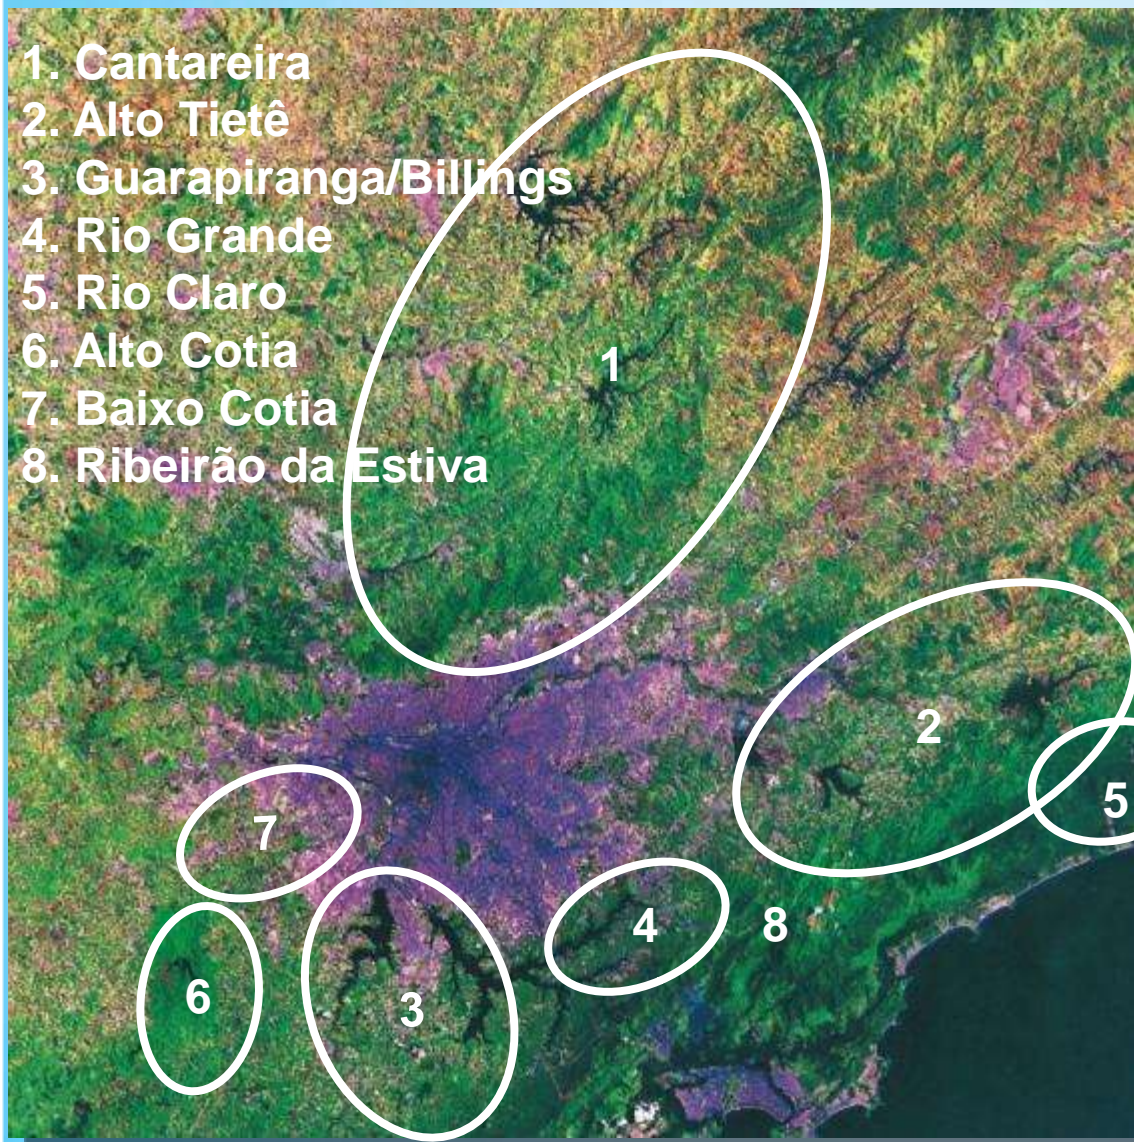 1. Cantareira
2. Alto Tietê
3. Guarapiranga/Billings
4. Rio Grande
5. Rio Claro
6. Alto Cotia
7. Baixo Cotia
8. Ribeirão da Estiva
1
2
5
7
4
8
6
3